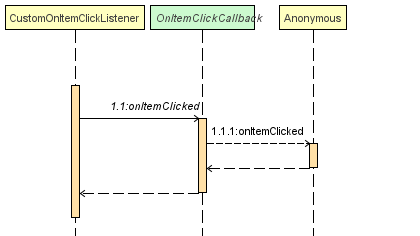 CustomOnItemClickListener
OnItemClickCallback
Anonymous
1.1:onItemClicked
1.1.1:onItemClicked